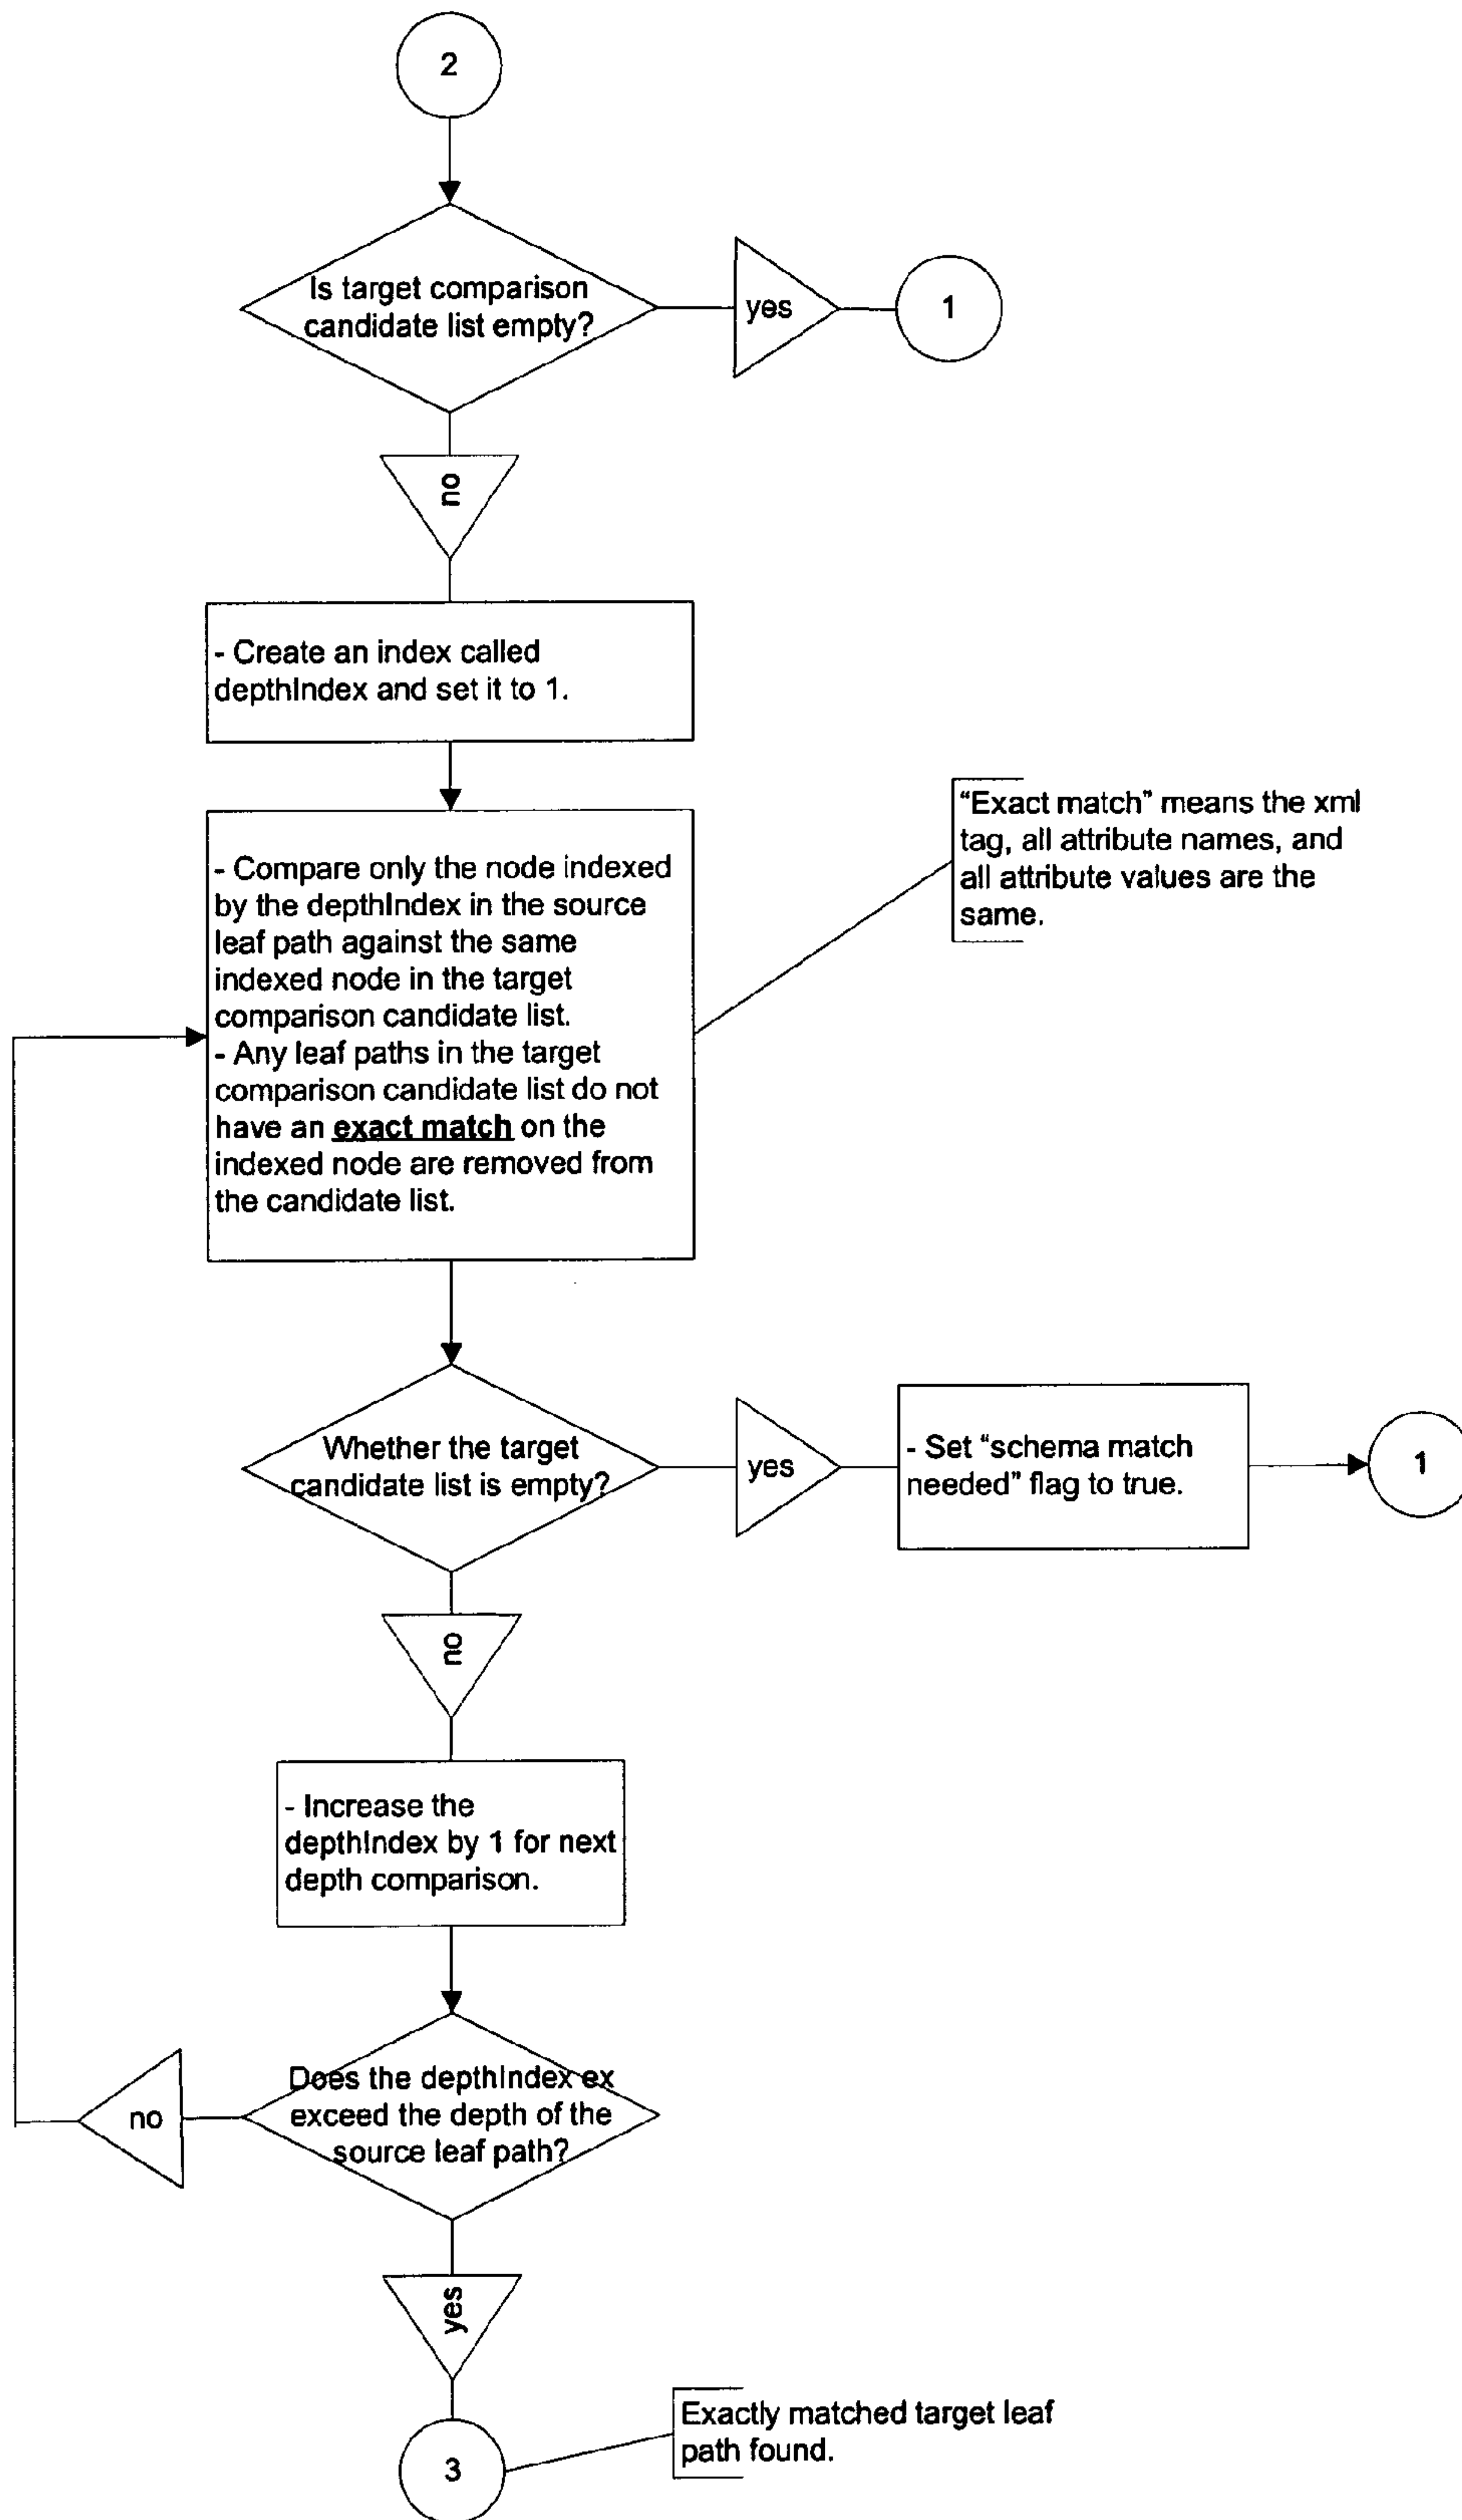 2
Is target comparison
candidate list empty?
yes
1
no
- Create an index called
depthIndex and set it to 1.
"Exact match" means the xml
tag, all attribute names, and
all attribute values are the
same.
- Compare only the node indexed
by the depthIndex in the source
leaf path against the same
indexed node in the target
comparison candidate list.
- Any leaf paths in the target
comparison candidate list do not
have an exact match on the
indexed node are removed from
the candidate list.
Whether the target
candidate list is empty?
yes
- Set "schema match
needed" flag to true.
1
no
- Increase the
depthIndex by 1 for next
depth comparison.
Does the depthIndex ex
exceed the depth of the
source leaf path?
no
yes
Exactly matched target leaf
path found.
3